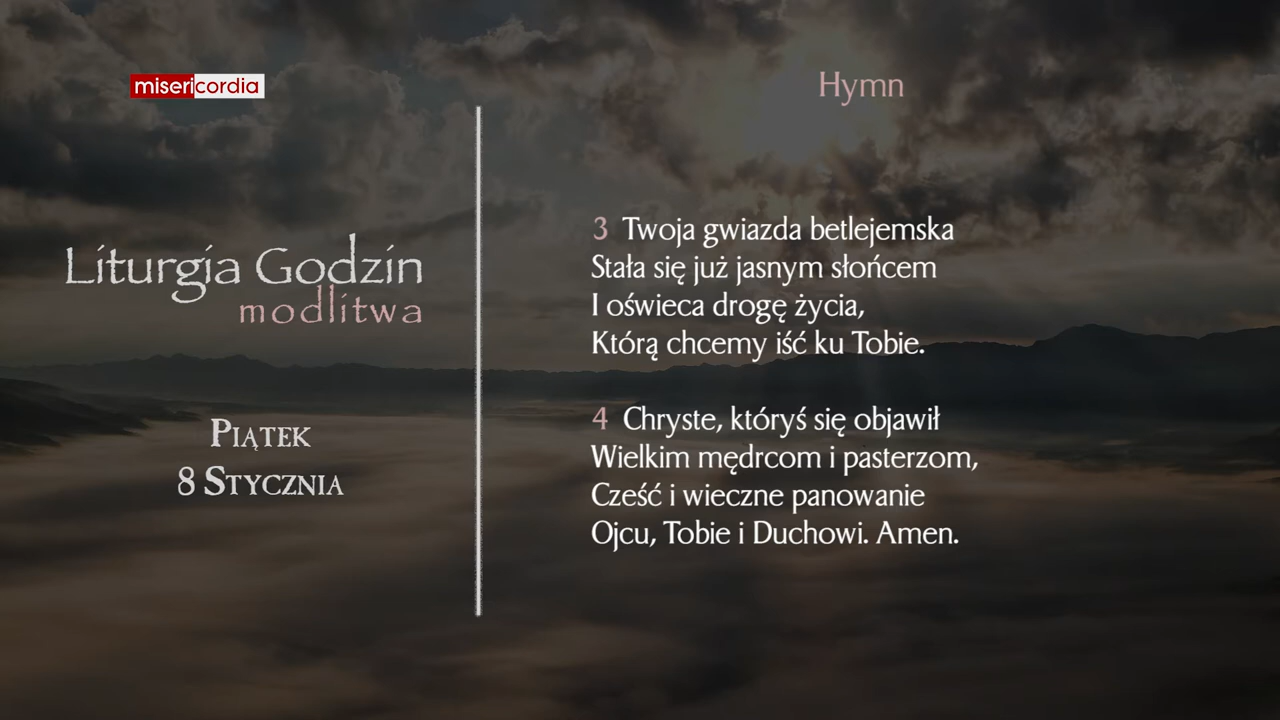 misericordia
Liturgia Godzin
modlitwa
Piątek
8 Stycznia
Hymn
3 Twoja gwiazda betlejemska
Stała się już jasnym słońcem
I oświeca drogę życia,
Którą chcemy iść ku Tobie.
4 Chryste, któryś się objawił
Wielkim mędrcom i pasterzom,
Cześć i wieczne panowanie
Ojcu, Tobie i Duchowi. Amen.